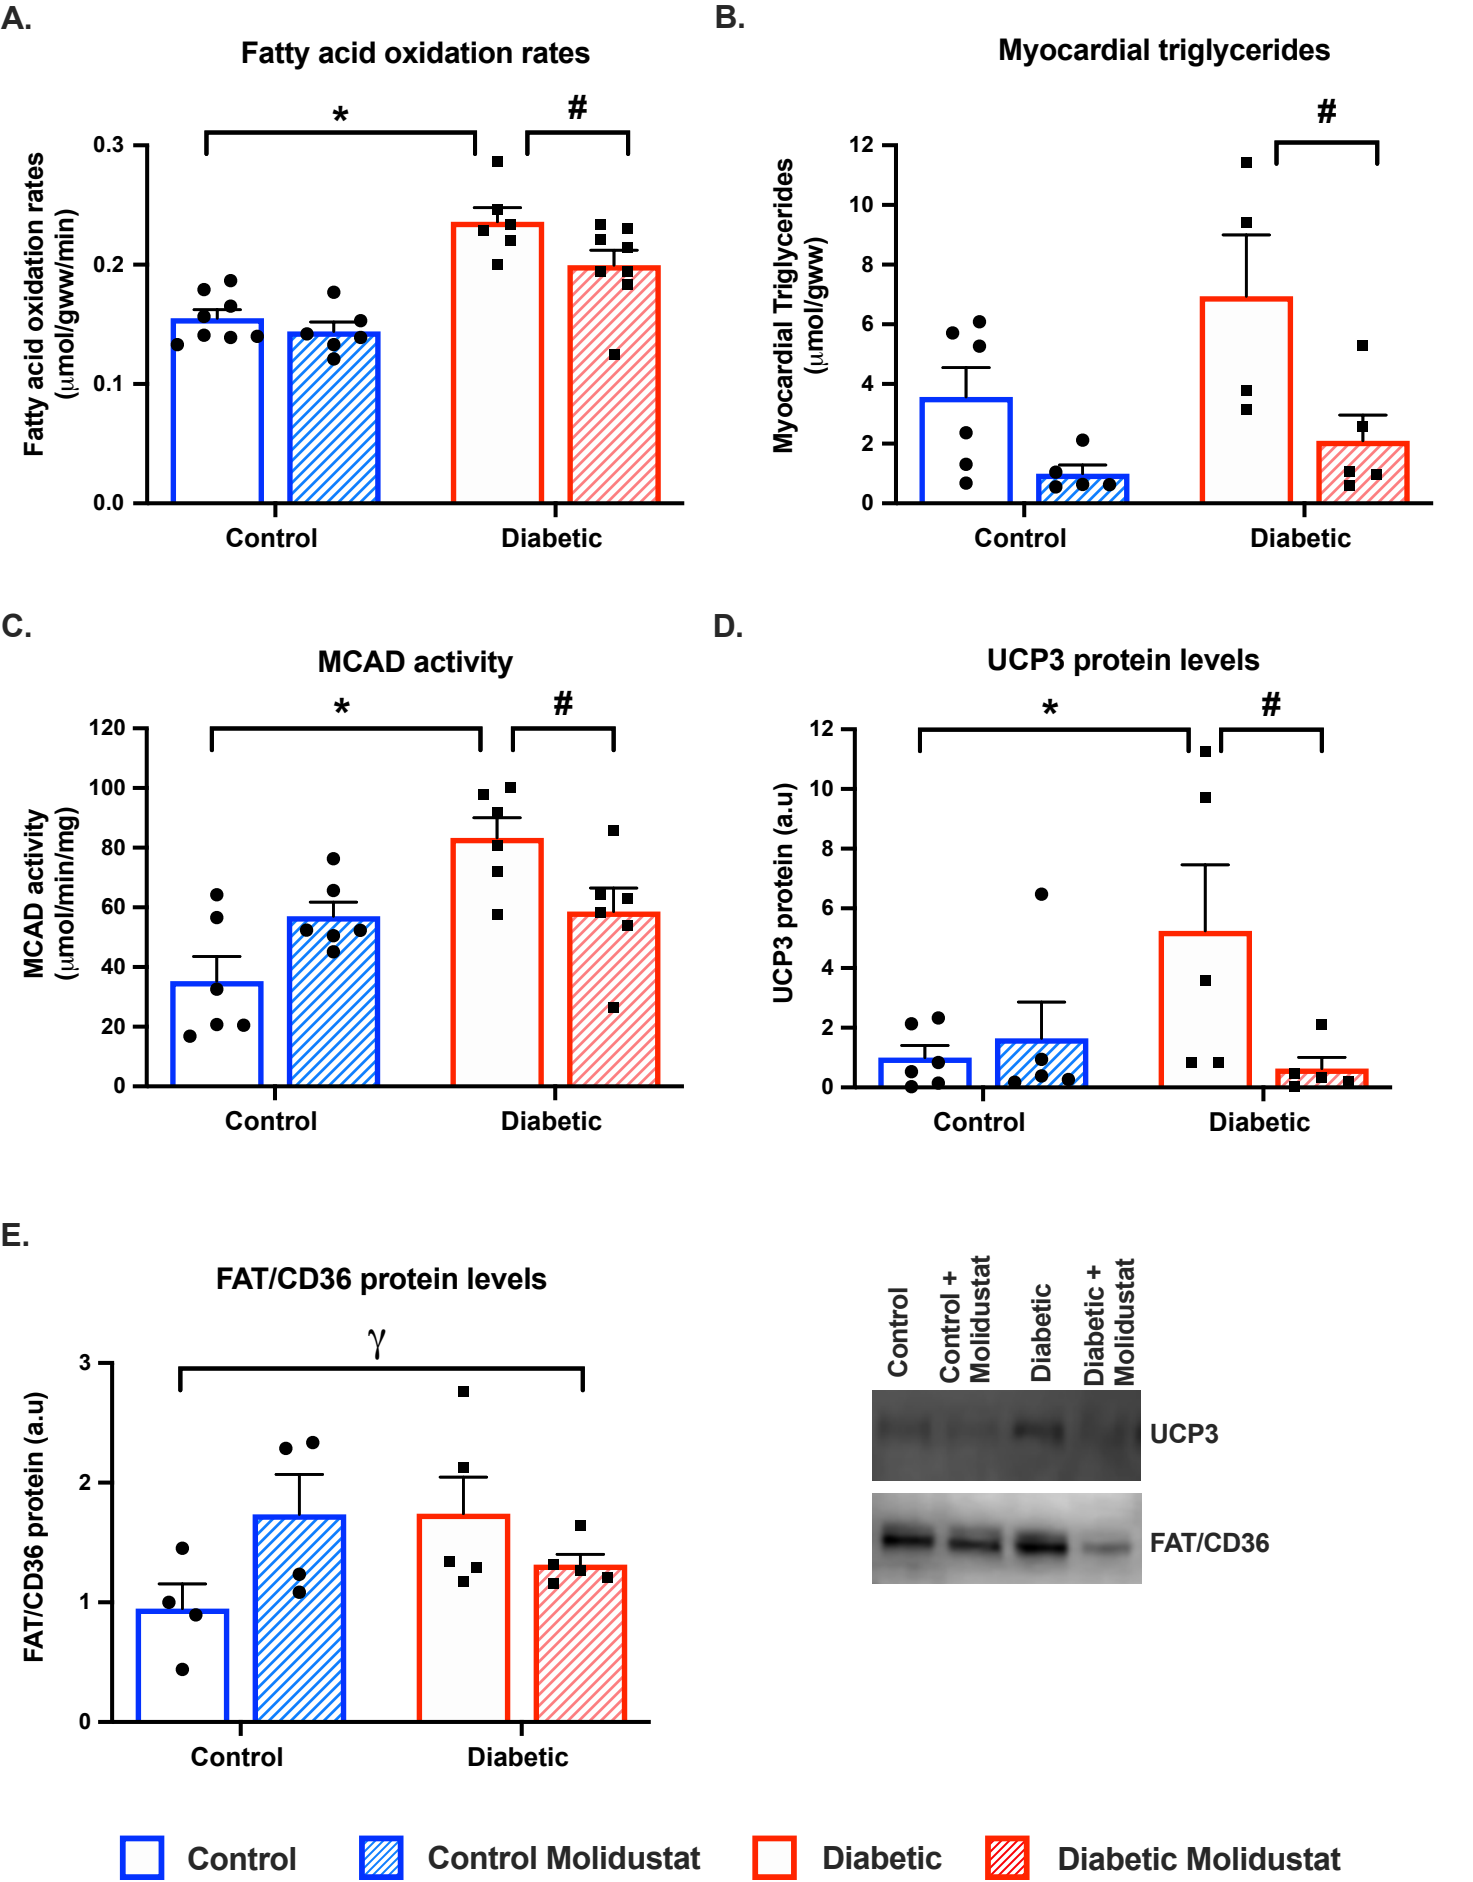 A.
Fatty acid oxidation rates
*
#
Fatty acid oxidation rates
(μmol/gww/min)
0.3
0.2
0.1
0.0
Control
Diabetic
B.
Myocardial triglycerides
#
Myocardial Triglycerides
(μmol/gww)
12
10
8
6
4
2
0
Control
Diabetic
C.
MCAD activity
*
#
MCAD activity
(μmol/min/mg)
120
100
80
60
40
20
0
Control
Diabetic
D.
UCP3 protein levels
*
#
UCP3 protein (a.u)
12
10
8
6
4
2
0
Control
Diabetic
E.
FAT/CD36 protein levels
γ
FAT/CD36 protein (a.u)
3
2
1
0
Control
Diabetic
Control
Control +
Molidustat
Diabetic
Diabetic +
Molidustat
UCP3
FAT/CD36
Control
Control Molidustat
Diabetic
Diabetic Molidustat